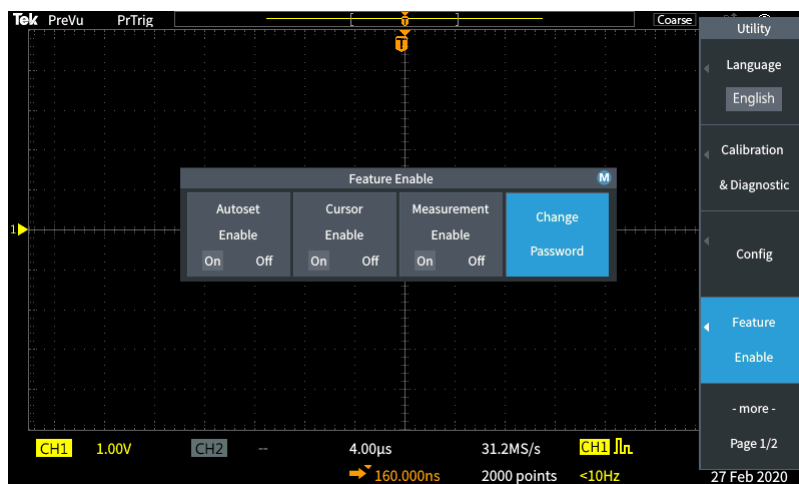 Tek PreVu PrTrig Coarse
T
T
Utility
Language
English
Calibration
& Diagnostic
Config
Feature
Enable
- more -
Page 1/2
Feature Enable M
Autoset
Enable
On Off
Cursor
Enable
On Off
Measurement
Enable
On Off
Change
Password
1
CH1 1.00V CH2 -- 4.00µs 31.2MS/s CH1
160.000ns 2000 points <10Hz 27 Feb 2020